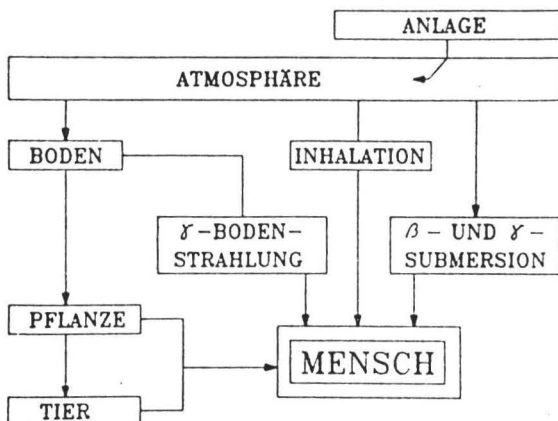 ANLAGE
ATMOSPHÄRE
BODEN
INHALATION
γ-BODEN-
STRAHLUNG
β- UND γ-
SUBMERSION
PFLANZE
MENSCH
TIER